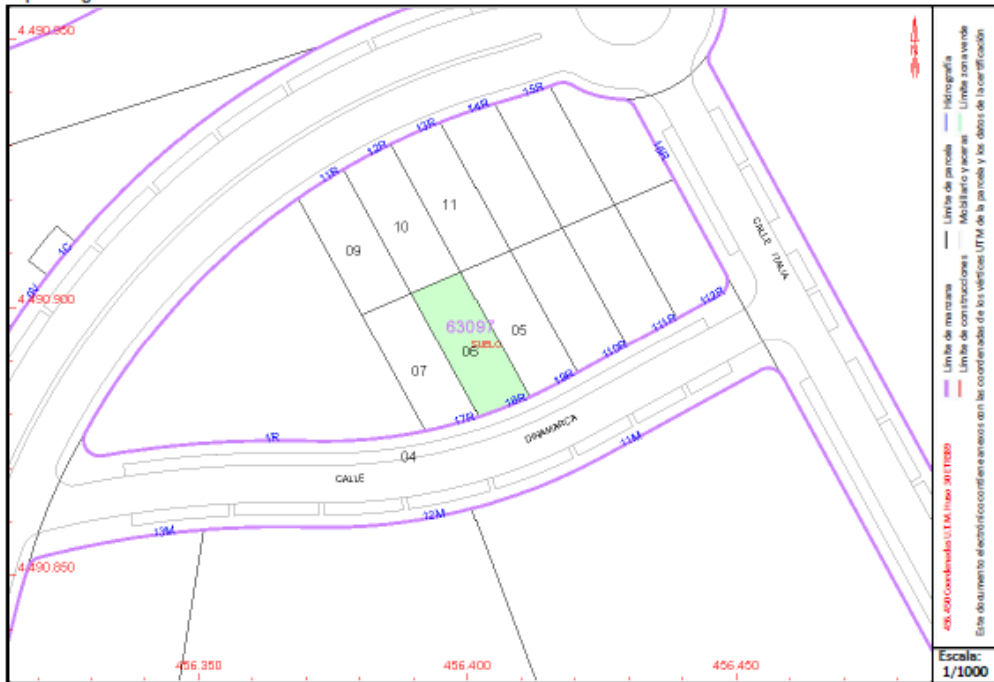 4.490.950
15R
14R
13R
12R
11R
16R
11
10
09
1C
0V
CALLE ITALIA
4.490.900
63097
SUELO
05
06
07
112R
111R
110R
19R
18R
17R
1R
04
DINAMARCA
CALLE
11M
12M
13M
4.490.850
456.350
456.400
456.450
Límite de manzana
Límite de parcela
Hidrografía
Límite de construcciones
Mobiliario y aceras
Límite zona verde
456.450 Coordenadas U.T.M. Huso 30 ETRS89
Este documento electrónico contiene anexos con las coordenadas de los vértices UTM de la parcela y los datos de la certificación
Escala:
1/1000